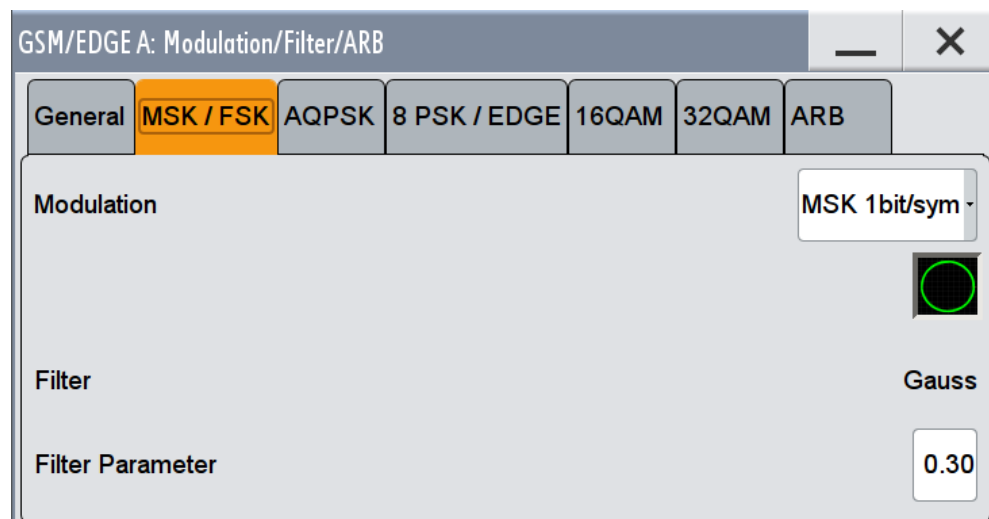 GSM/EDGE A: Modulation/Filter/ARB
General MSK / FSK AQPSK 8 PSK / EDGE 16QAM 32QAM ARB
Modulation MSK 1bit/sym
Filter Gauss
Filter Parameter 0.30